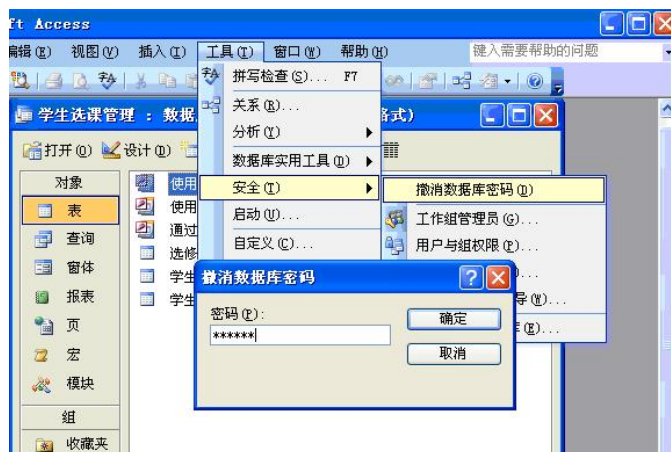 ft Access
编辑(E) 视图(V) 插入(I) 工具(T) 窗口(W) 帮助(H) 键入需要帮助的问题
拼写检查(S)... F7
关系(R)...
学生选课管理 : 数据 格式)
分析(T)
打开(O) 设计(D)
数据库实用工具(D)
对象
使用
安全(T)
撤消数据库密码(D)
表
使用
启动(U)...
工作组管理员(G)...
查询
通过
自定义(C)...
用户与组权限(P)...
选修
窗体
学生
撤消数据库密码
报表
学生
密码(P):
确定
导(W)...
页
******
(E)...
宏
取消
模块
组
收藏夹